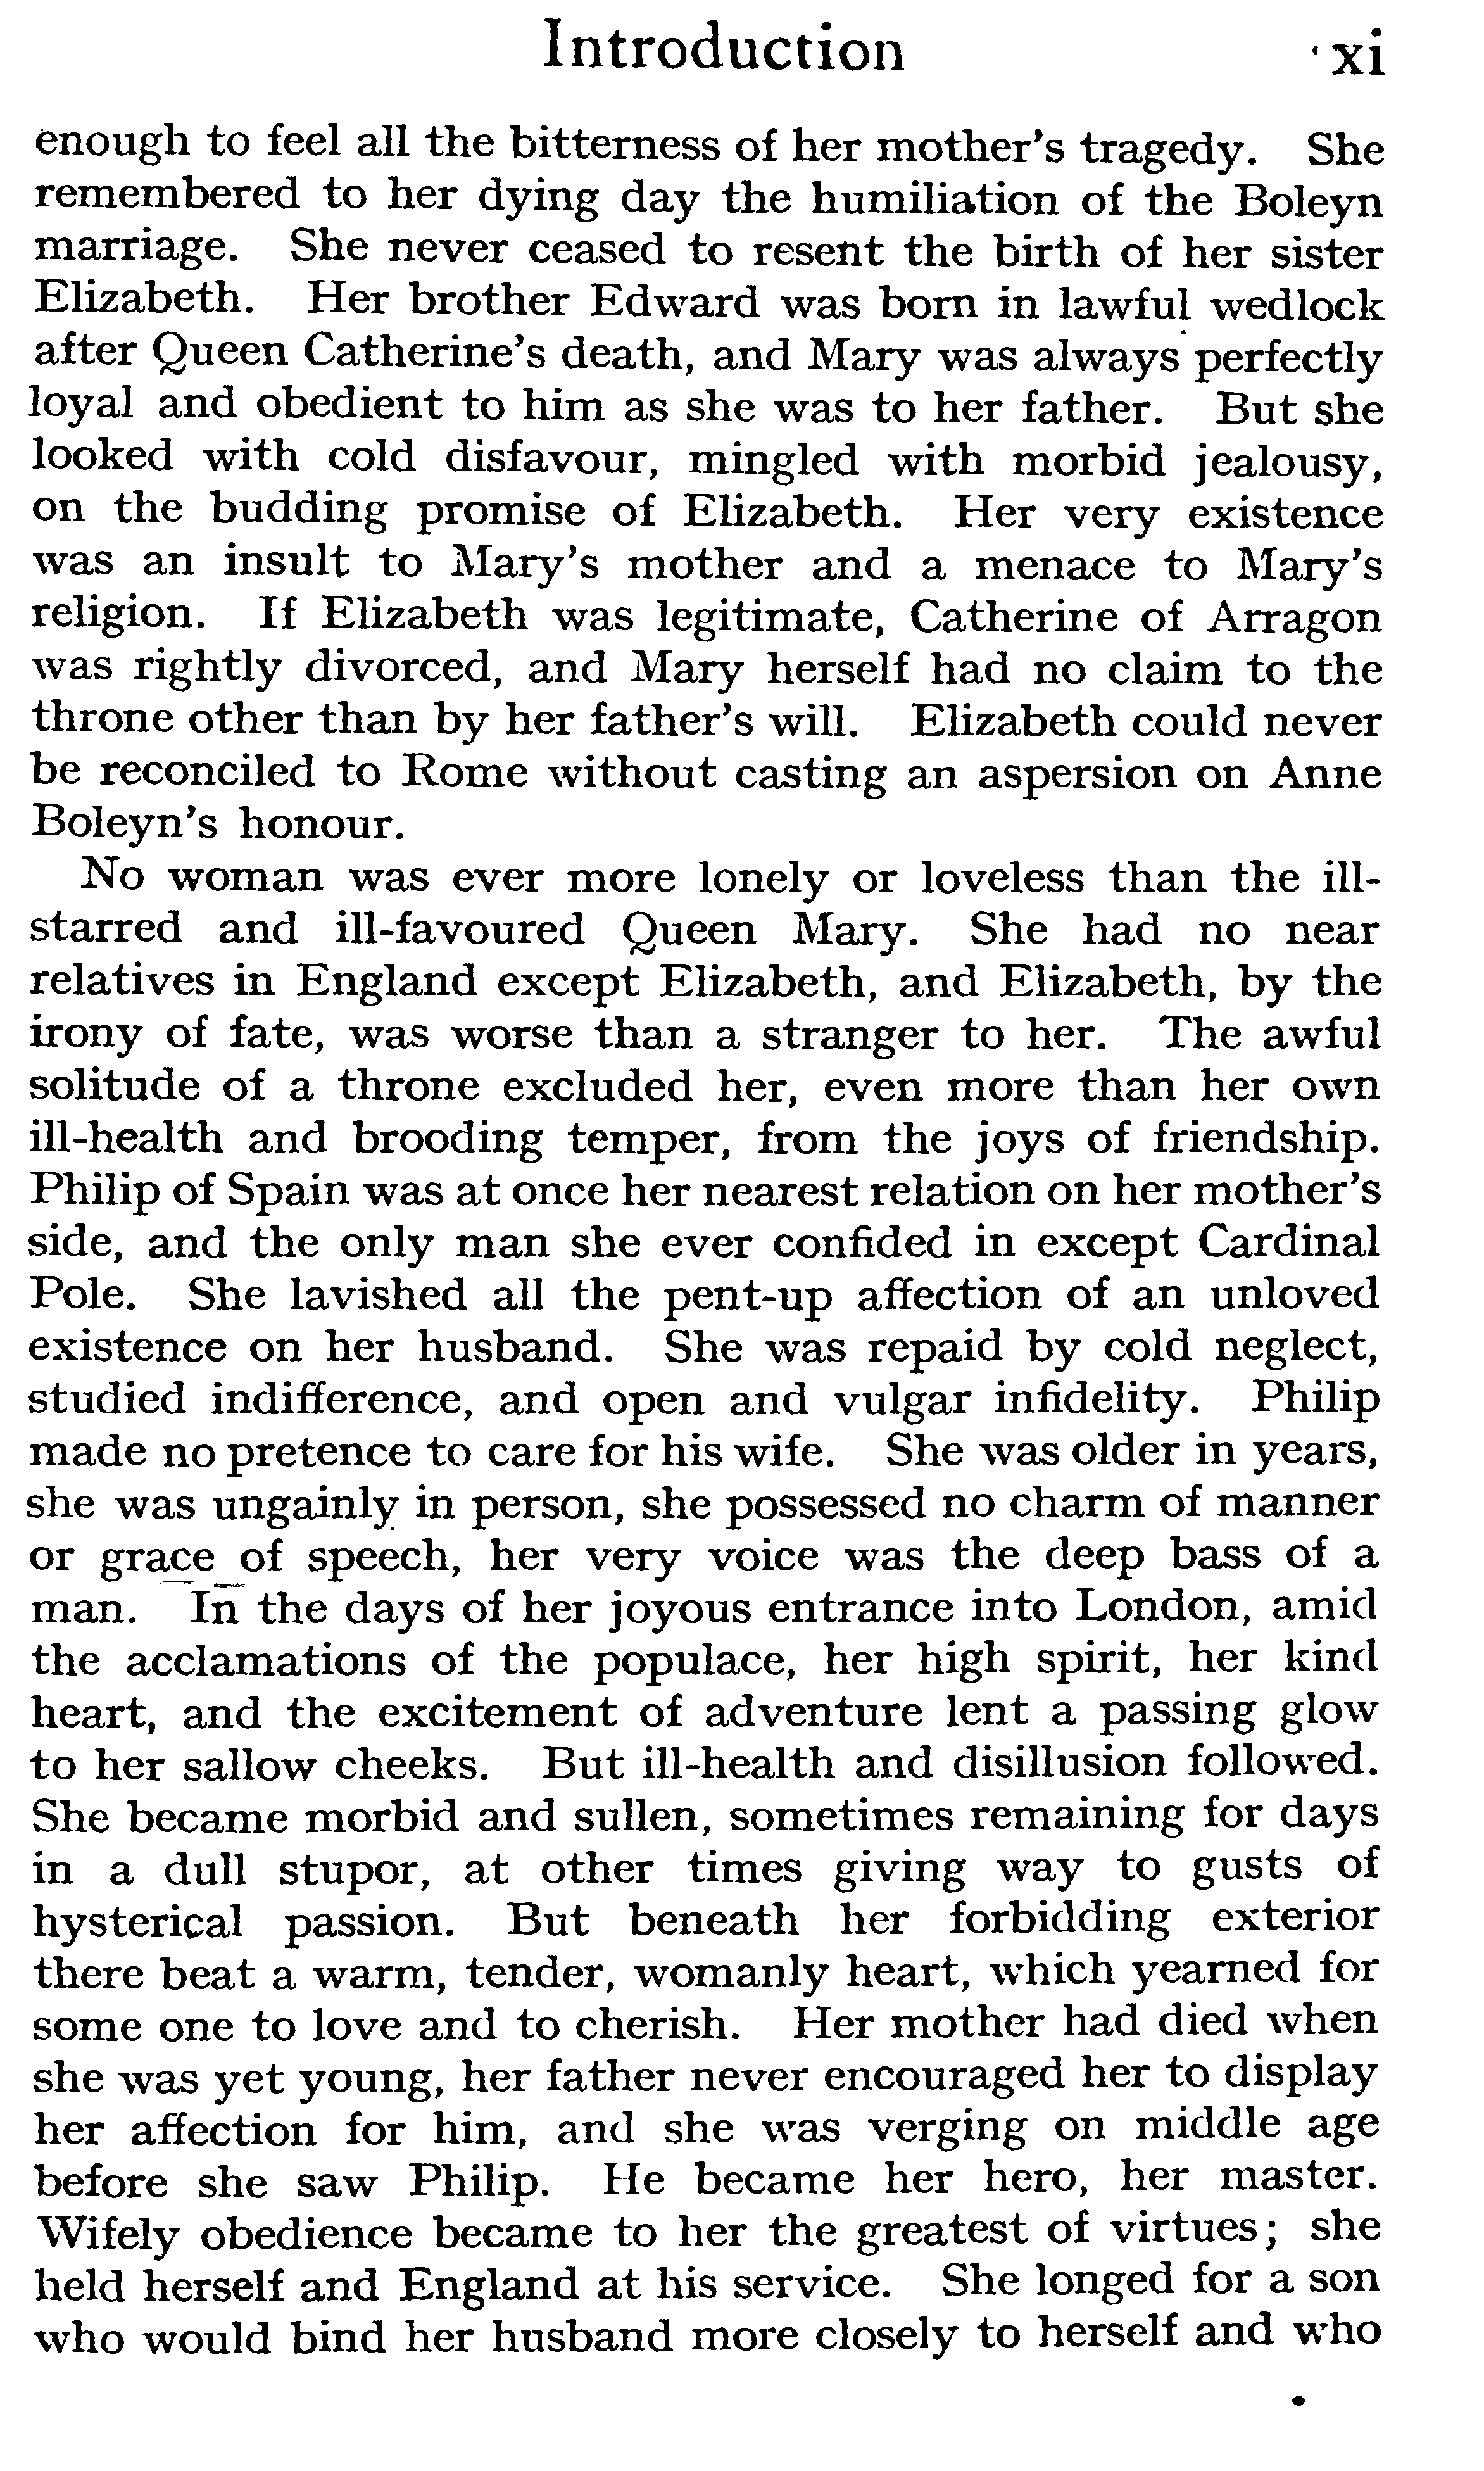 Introduction xi
enough to feel all the bitterness of her mother's tragedy. She
remembered to her dying day the humiliation of the Boleyn
marriage. She never ceased to resent the birth of her sister
Elizabeth. Her brother Edward was born in lawful wedlock
after Queen Catherine's death, and Mary was always perfectly
loyal and obedient to him as she was to her father. But she
looked with cold disfavour, mingled with morbid jealousy,
on the budding promise of Elizabeth. Her very existence
was an insult to Mary's mother and a menace to Mary's
religion. If Elizabeth was legitimate, Catherine of Arragon
was rightly divorced, and Mary herself had no claim to the
throne other than by her father's will. Elizabeth could never
be reconciled to Rome without casting an aspersion on Anne
Boleyn's honour.
No woman was ever more lonely or loveless than the ill-
starred and ill-favoured Queen Mary. She had no near
relatives in England except Elizabeth, and Elizabeth, by the
irony of fate, was worse than a stranger to her. The awful
solitude of a throne excluded her, even more than her own
ill-health and brooding temper, from the joys of friendship.
Philip of Spain was at once her nearest relation on her mother's
side, and the only man she ever confided in except Cardinal
Pole. She lavished all the pent-up affection of an unloved
existence on her husband. She was repaid by cold neglect,
studied indifference, and open and vulgar infidelity. Philip
made no pretence to care for his wife. She was older in years,
she was ungainly in person, she possessed no charm of manner
or grace of speech, her very voice was the deep bass of a
man. In the days of her joyous entrance into London, amid
the acclamations of the populace, her high spirit, her kind
heart, and the excitement of adventure lent a passing glow
to her sallow cheeks. But ill-health and disillusion followed.
She became morbid and sullen, sometimes remaining for days
in a dull stupor, at other times giving way to gusts of
hysterical passion. But beneath her forbidding exterior
there beat a warm, tender, womanly heart, which yearned for
some one to love and to cherish. Her mother had died when
she was yet young, her father never encouraged her to display
her affection for him, and she was verging on middle age
before she saw Philip. He became her hero, her master.
Wifely obedience became to her the greatest of virtues; she
held herself and England at his service. She longed for a son
who would bind her husband more closely to herself and who